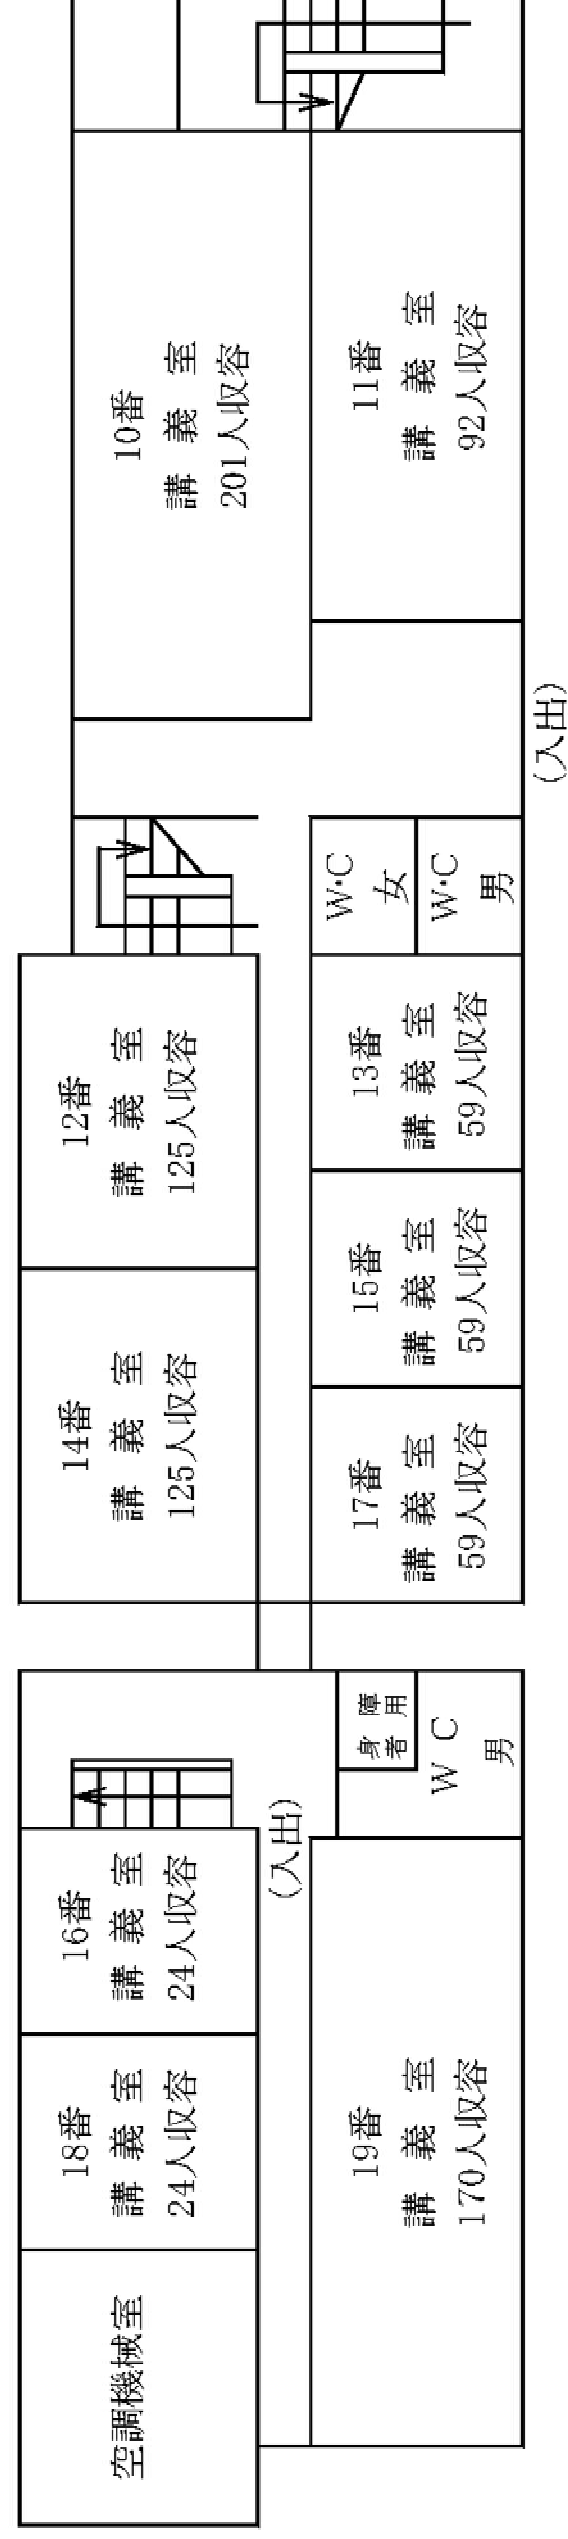 10番
講義室
201人収容
11番
講義室
92人収容
(入出)
W·C
女
W·C
男
12番
講義室
125人収容
13番
講義室
59人収容
14番
講義室
125人収容
15番
講義室
59人収容
17番
講義室
59人収容
身障
者用
W C
男
(入出)
16番
講義室
24人収容
18番
講義室
24人収容
19番
講義室
170人収容
空調機械室